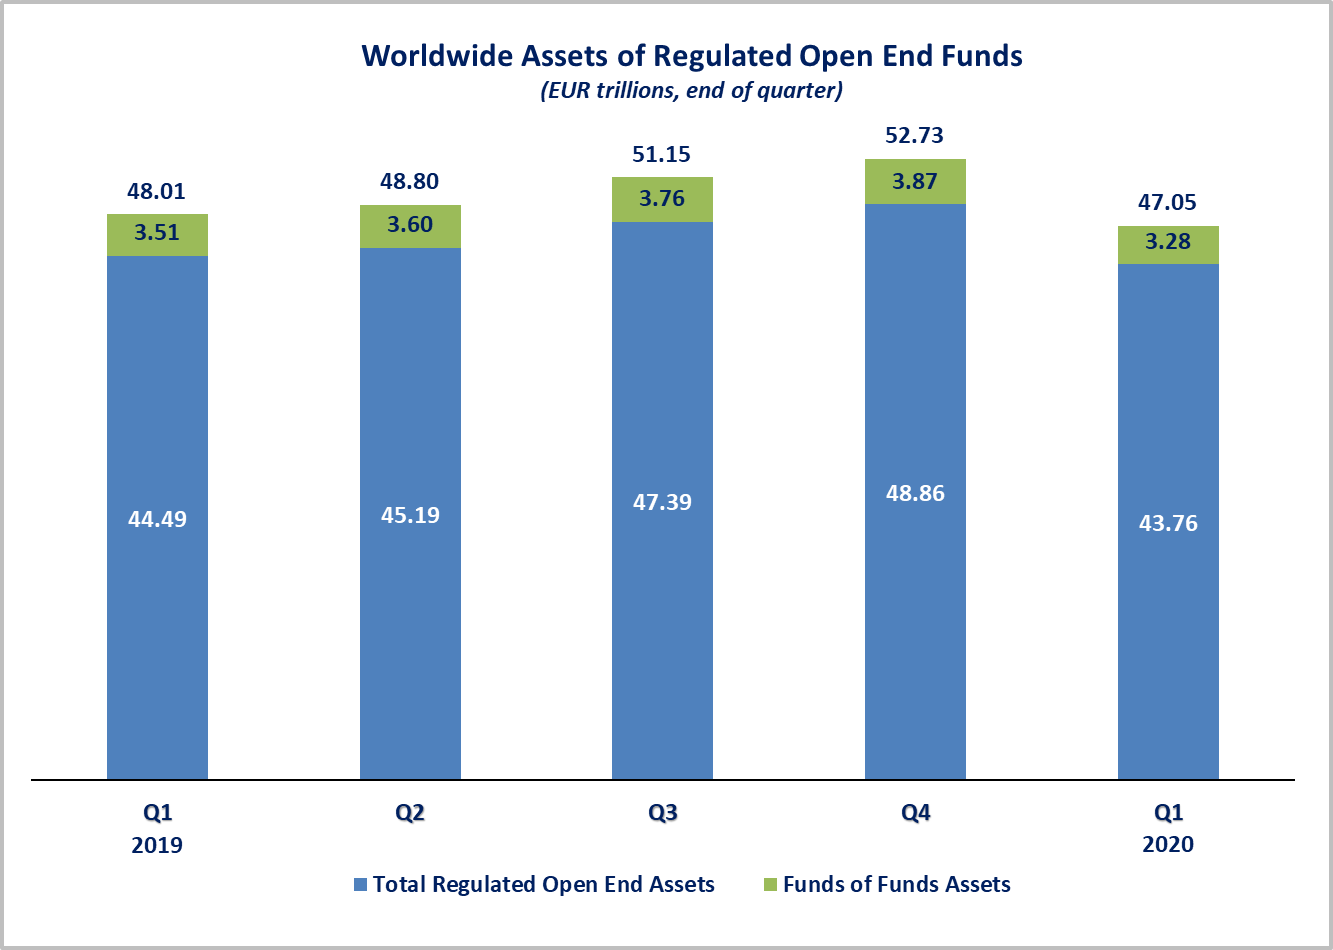 Worldwide Assets of Regulated Open End Funds
(EUR trillions, end of quarter)
48.01
48.80
51.15
52.73
47.05
3.51
3.60
3.76
3.87
3.28
44.49
45.19
47.39
48.86
43.76
Q1
Q2
Q3
Q4
Q1
2019
2020
Total Regulated Open End Assets
Funds of Funds Assets